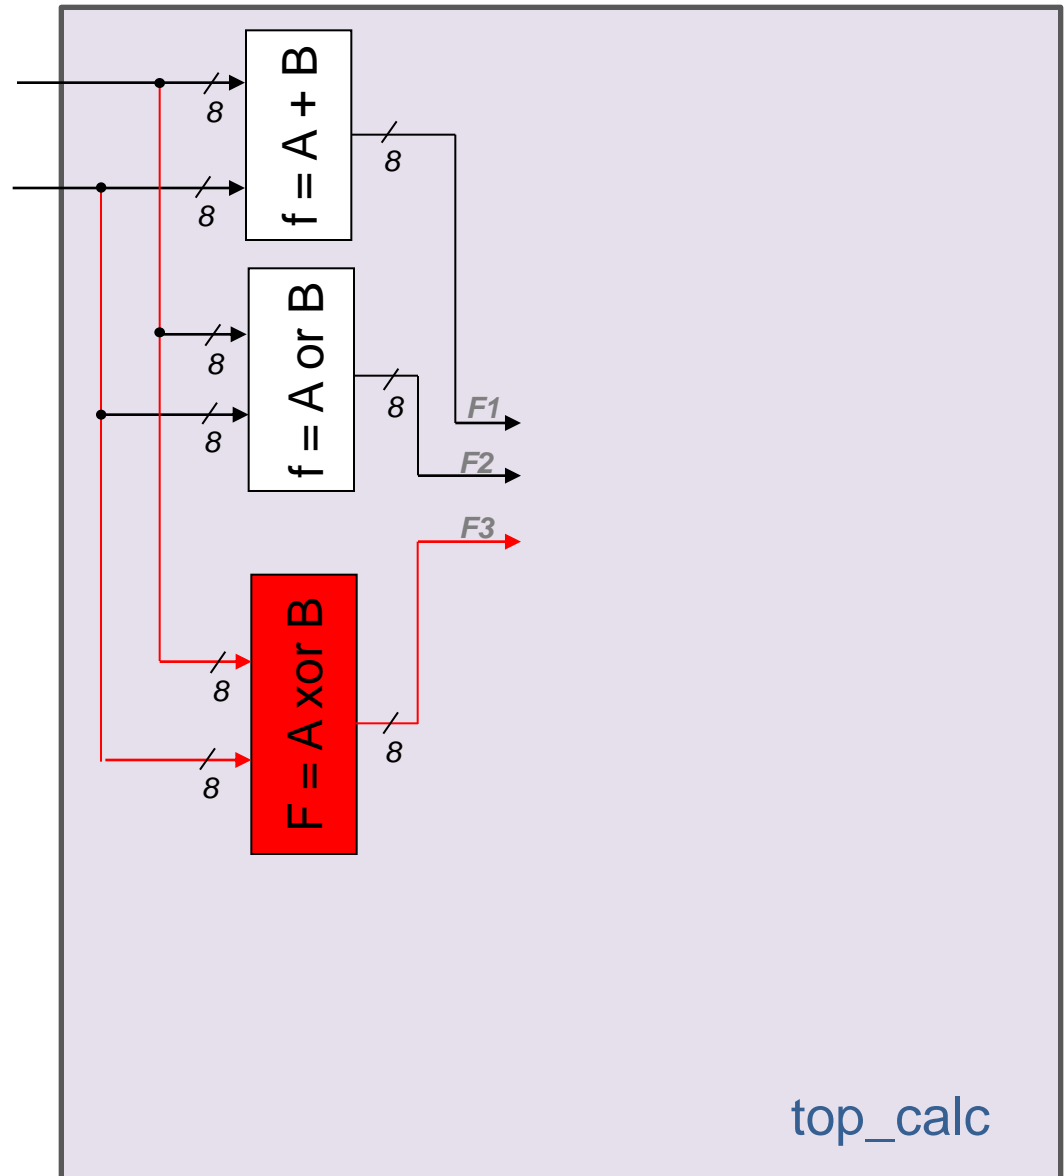 f = A + B
8
8
8
f = A or B
8
8
8
F1
F2
F3
F = A xor B
8
8
8
top_calc